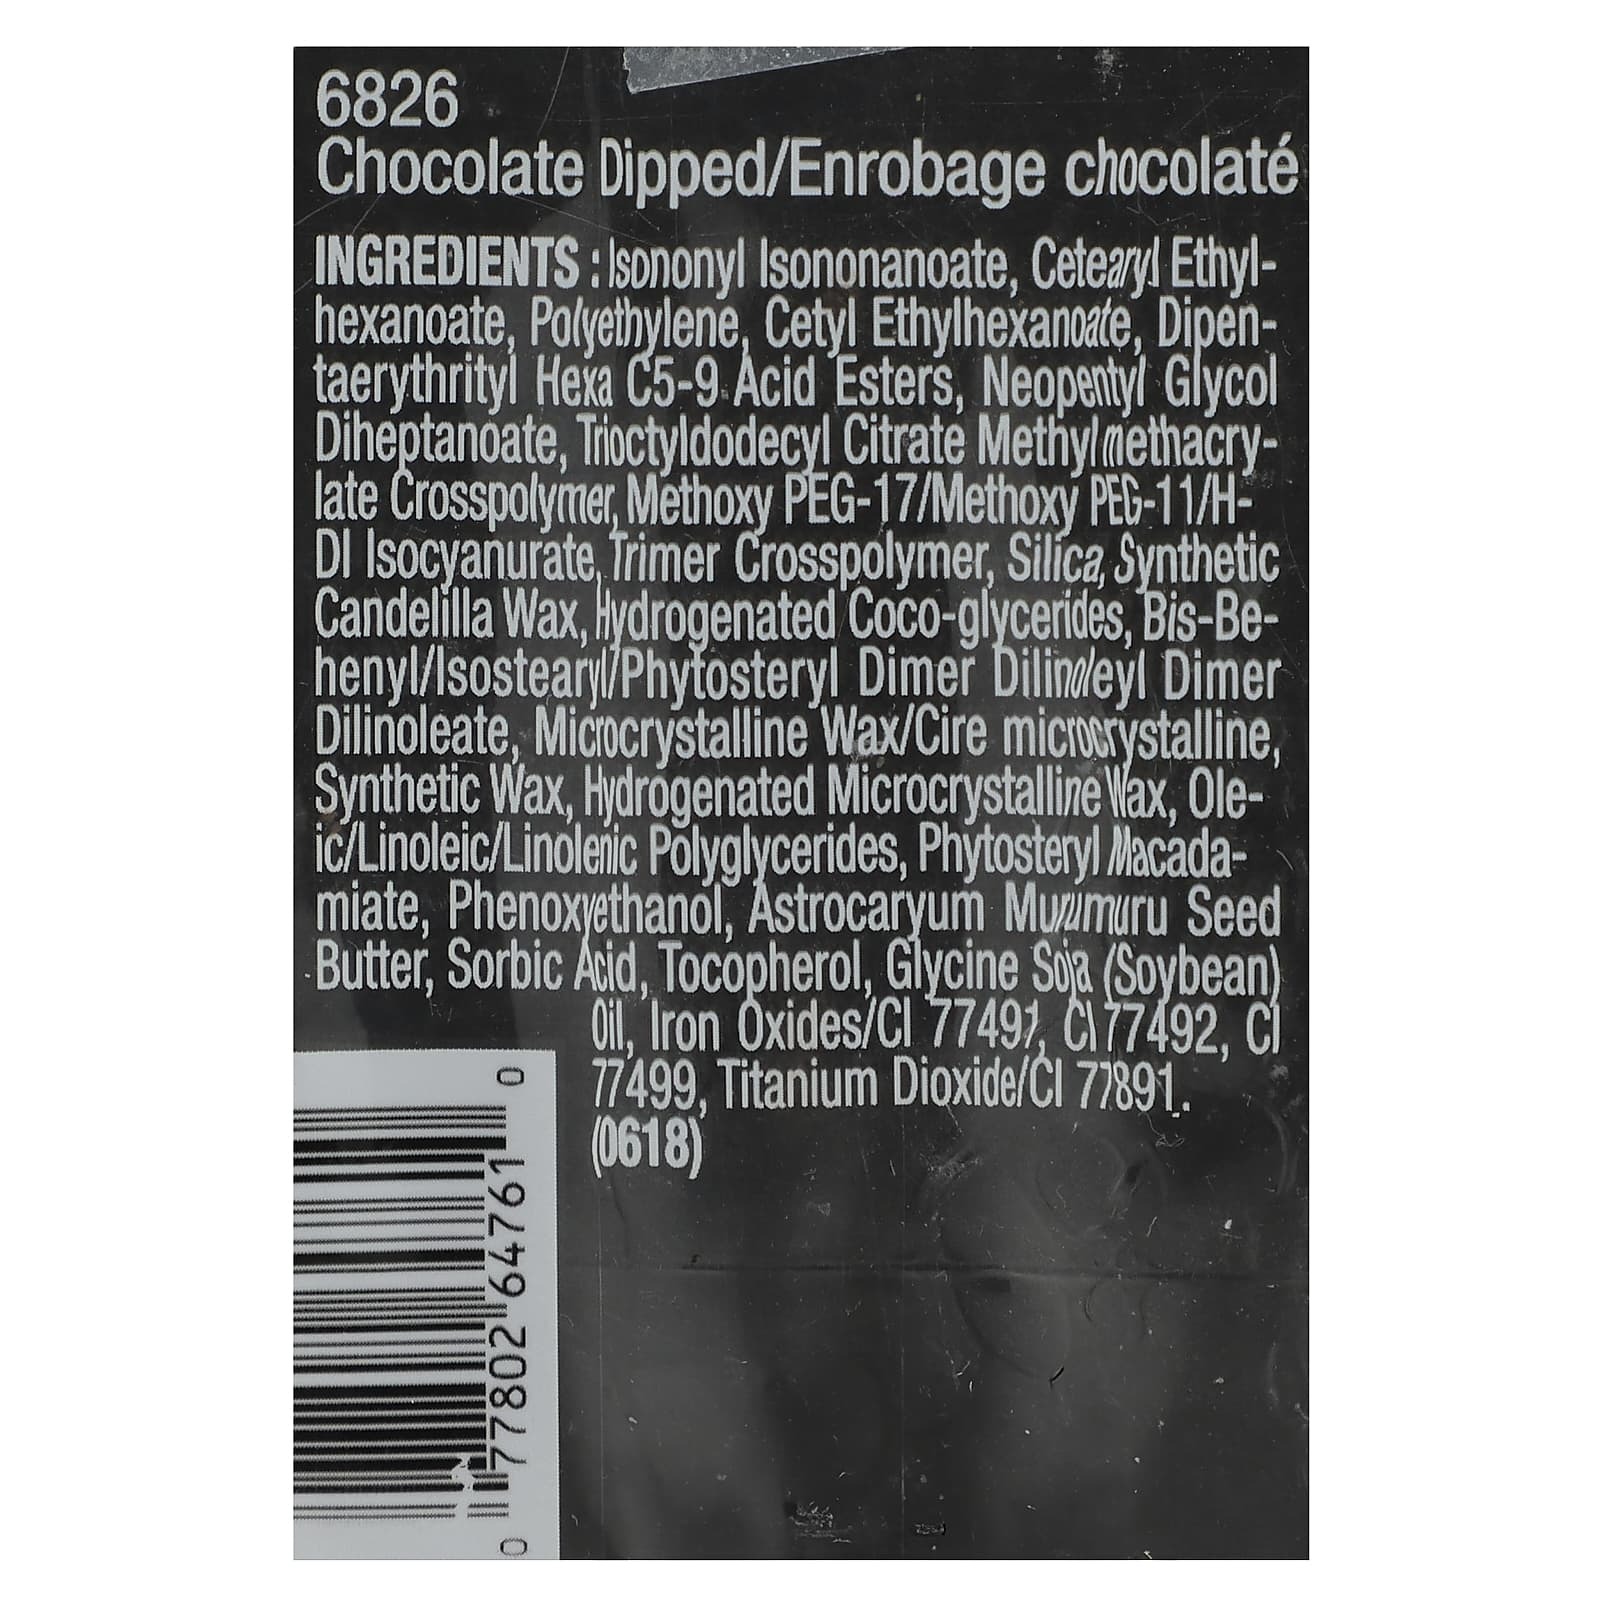 6826
Chocolate Dipped/Enrobage chocolaté
INGREDIENTS : Isononyl Isononanoate, Cetearyl Ethyl-
hexanoate, Polyethylene, Cetyl Ethylhexanoate, Dipen-
taerythrityl Hexa C5-9 Acid Esters, Neopentyl Glycol
Diheptanoate, Trioctyldodecyl Citrate Methyl methacry-
late Crosspolymer, Methoxy PEG-17/Methoxy PEG-11/H-
DI Isocyanurate, Trimer Crosspolymer, Silica, Synthetic
Candelilla Wax, Hydrogenated Coco-glycerides, Bis-Be-
henyl/Isostearyl/Phytosteryl Dimer Dilinoleyl Dimer
Dilinoleate, Microcrystalline Wax/Cire microcrystalline,
Synthetic Wax, Hydrogenated Microcrystalline Wax, Ole-
ic/Linoleic/Linolenic Polyglycerides, Phytosteryl Macada-
miate, Phenoxyethanol, Astrocaryum Murumuru Seed
Butter, Sorbic Acid, Tocopherol, Glycine Soja (Soybean)
Oil, Iron Oxides/CI 77491, CI 77492, CI
77499, Titanium Dioxide/CI 77891.
(0618)
0 77802 64761 0